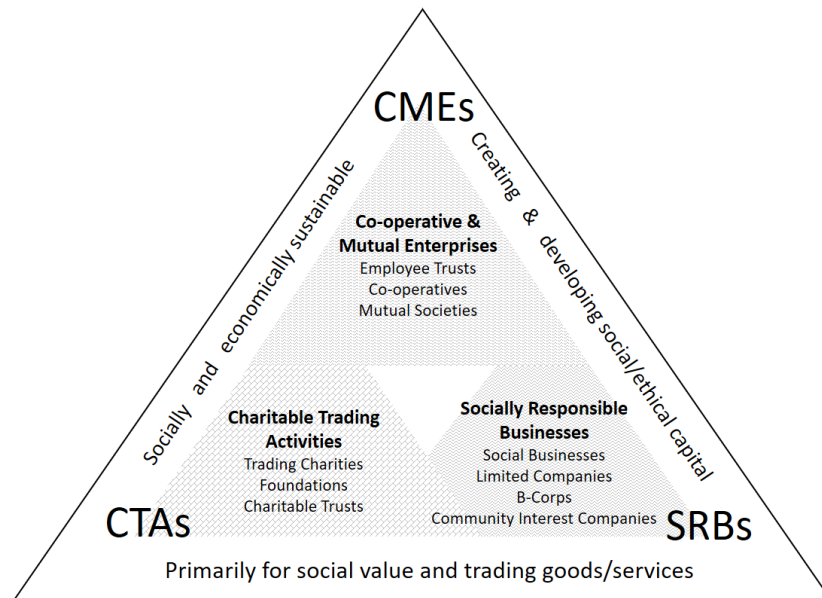 CMEs
Socially and economically sustainable
Creating & developing social/ethical capital
Co-operative &
Mutual Enterprises
Employee Trusts
Co-operatives
Mutual Societies
Charitable Trading
Activities
Trading Charities
Foundations
Charitable Trusts
Socially Responsible
Businesses
Social Businesses
Limited Companies
B-Corps
Community Interest Companies
CTAs
SRBs
Primarily for social value and trading goods/services